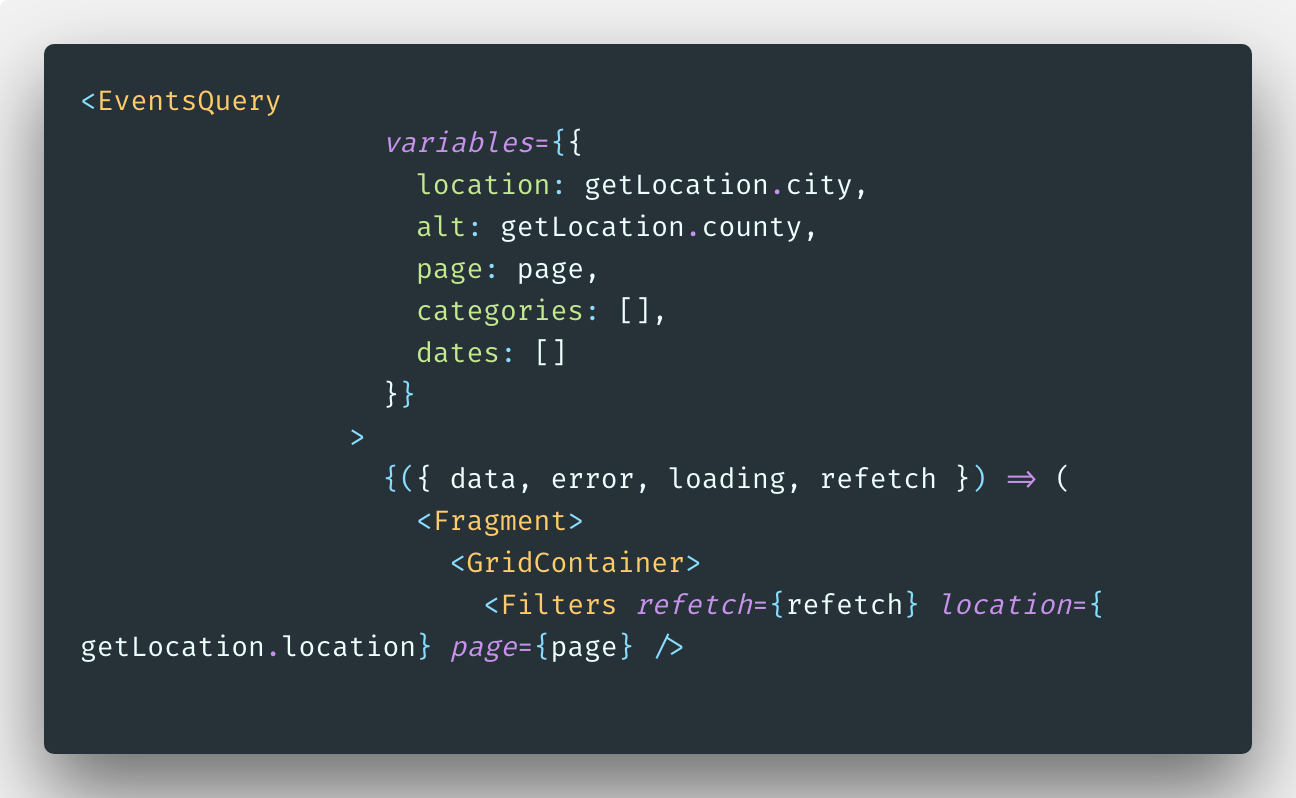 <EventsQuery
variables={{
location: getLocation.city,
alt: getLocation.county,
page: page,
categories: [],
dates: []
}}
>
{({ data, error, loading, refetch }) => (
<Fragment>
<GridContainer>
<Filters refetch={refetch} location={
getLocation.location} page={page} />